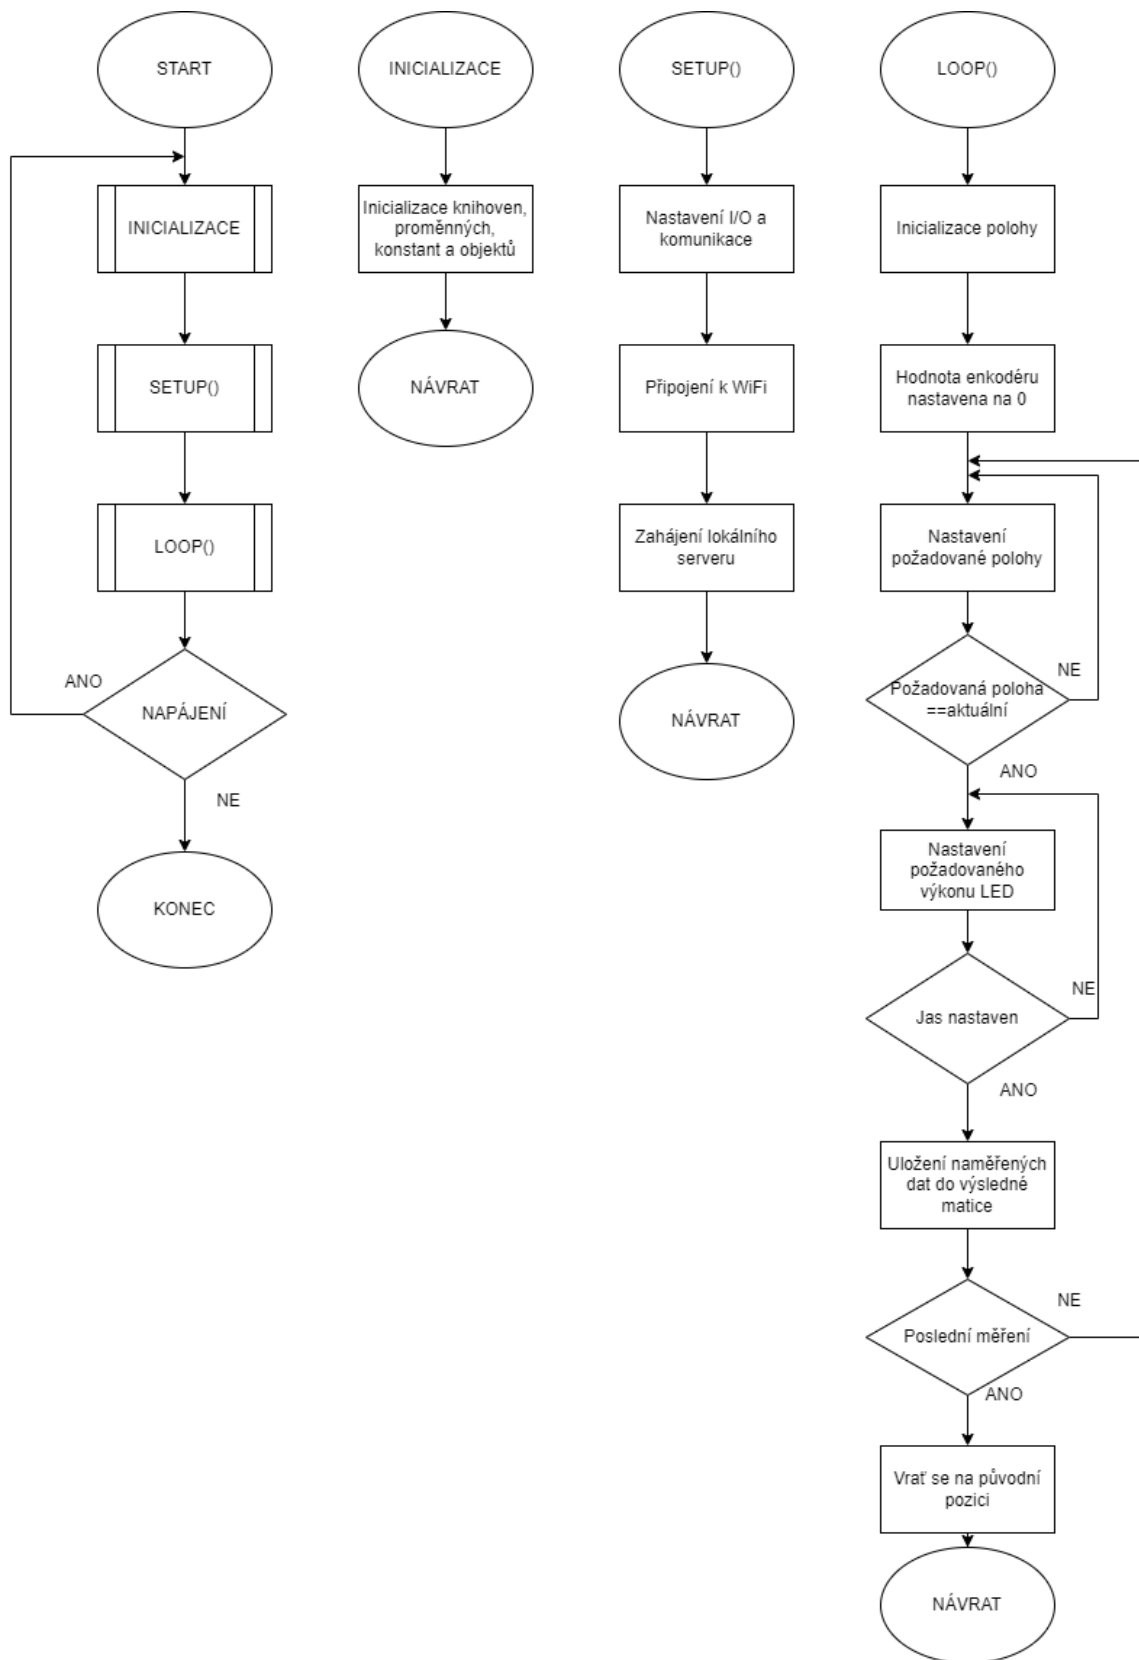 START
INICIALIZACE
SETUP()
LOOP()
ANO
NAPÁJENÍ
NE
KONEC
INICIALIZACE
Inicializace knihoven,
proměnných,
konstant a objektů
NÁVRAT
SETUP()
Nastavení I/O a
komunikace
Připojení k WiFi
Zahájení lokálního
serveru
NÁVRAT
LOOP()
Inicializace polohy
Hodnota enkodéru
nastavena na 0
Nastavení
požadované polohy
NE
Požadovaná poloha
==aktuální
ANO
Nastavení
požadovaného
výkonu LED
NE
Jas nastaven
ANO
Uložení naměřených
dat do výsledné
matice
NE
Poslední měření
ANO
Vrať se na původní
pozici
NÁVRAT